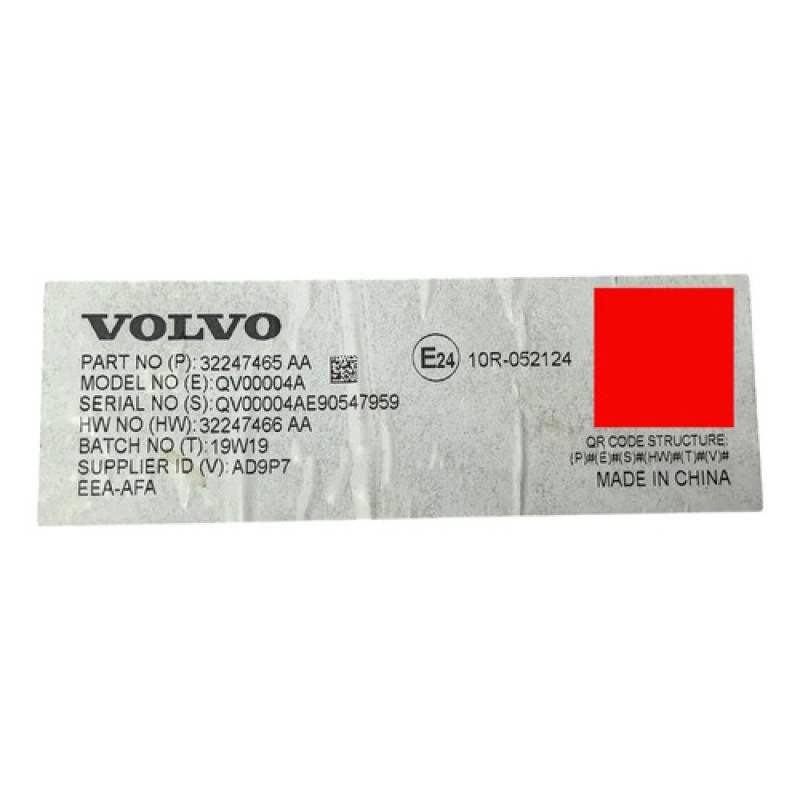 VOLVO
PART NO (P): 32247465 AA
MODEL NO (E): QV00004A
SERIAL NO (S): QV00004AE90547959
HW NO (HW): 32247466 AA
BATCH NO (T): 19W19
SUPPLIER ID (V): AD9P7
EEA-AFA
E24 10R-052124
QR CODE STRUCTURE:
(P)#(E)#(S)#(HW)#(T)#(V)#
MADE IN CHINA